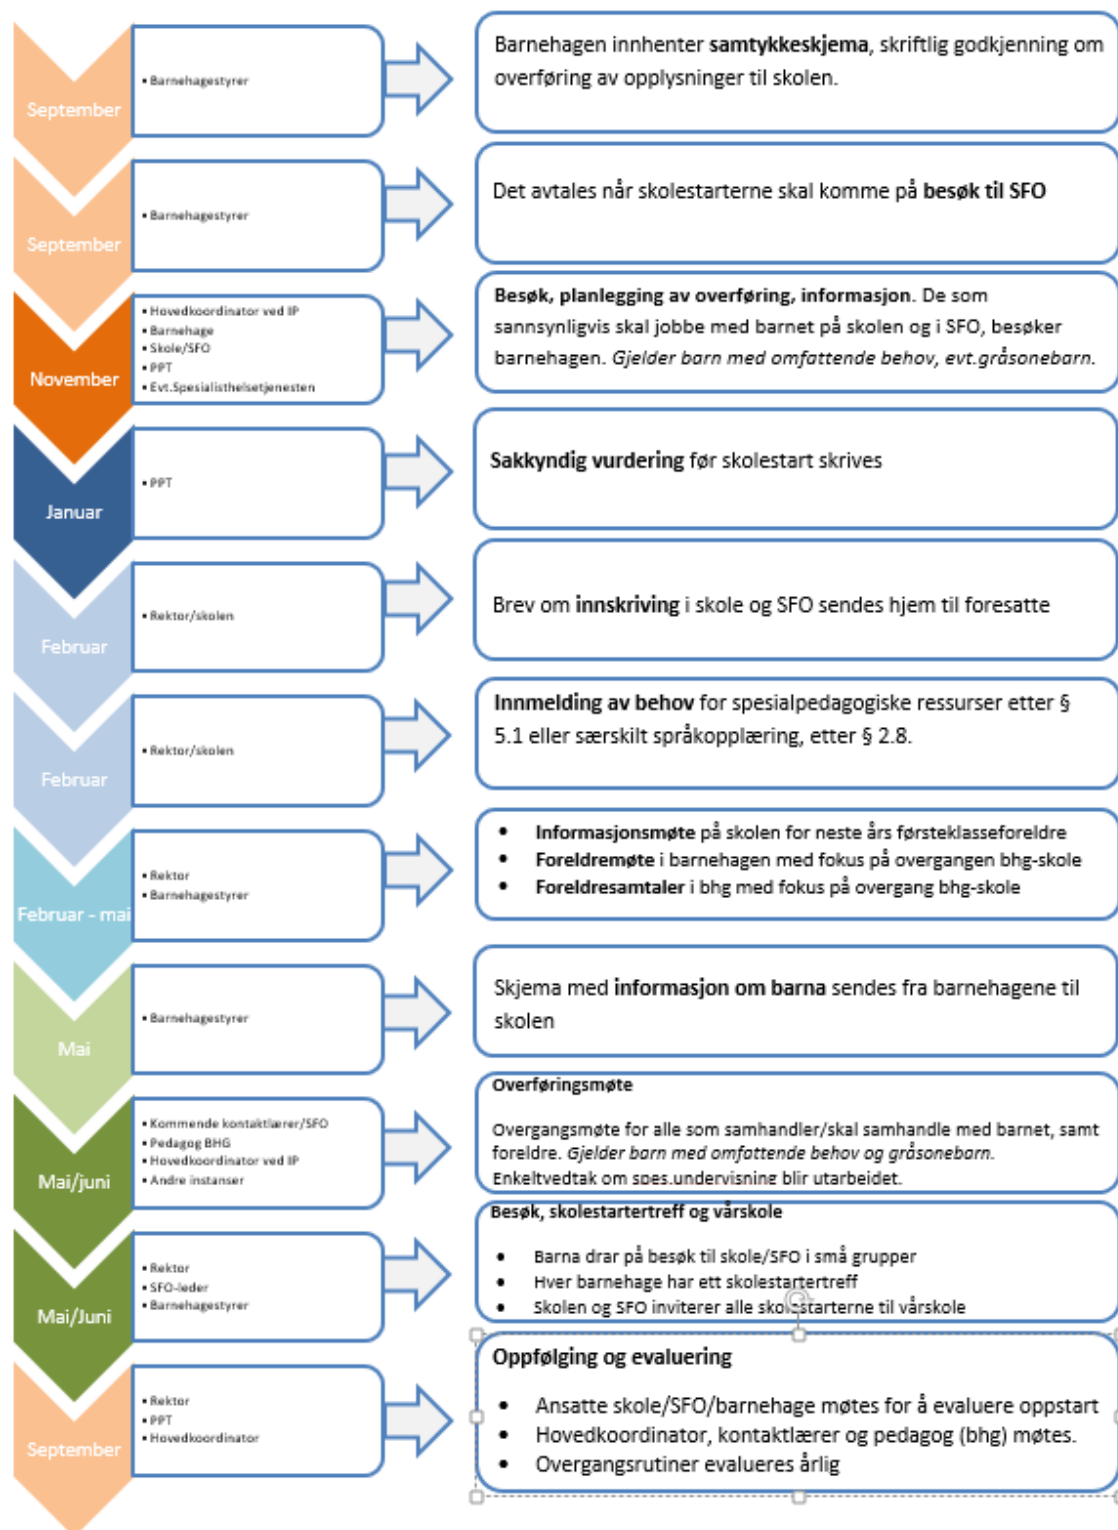 September
▪ Barnehagestyrer
Barnehagen innhenter samtykkeskjema, skriftlig godkjenning om
overføring av opplysninger til skolen.
September
▪ Barnehagestyrer
Det avtales når skolestarterne skal komme på besøk til SFO
November
▪ Hovedkoordinator ved IP
▪ Barnehage
▪ Skole/SFO
▪ PPT
▪ Evt.Spesialisthelsetjenesten
Besøk, planlegging av overføring, informasjon. De som
sannsynligvis skal jobbe med barnet på skolen og i SFO, besøker
barnehagen. Gjelder barn med omfattende behov, evt.gråsonebarn.
Januar
▪ PPT
Sakkyndig vurdering før skolestart skrives
Februar
▪ Rektor/skolen
Brev om innskriving i skole og SFO sendes hjem til foresatte
Februar
▪ Rektor/skolen
Innmelding av behov for spesialpedagogiske ressurser etter §
5.1 eller særskilt språkopplæring, etter § 2.8.
Februar - mai
▪ Rektor
▪ Barnehagestyrer
• Informasjonsmøte på skolen for neste års førsteklasseforeldre
• Foreldremøte i barnehagen med fokus på overgangen bhg-skole
• Foreldresamtaler i bhg med fokus på overgang bhg-skole
Mai
▪ Barnehagestyrer
Skjema med informasjon om barna sendes fra barnehagene til
skolen
Mai/juni
▪ Kommende kontaktlærer/SFO
▪ Pedagog BHG
▪ Hovedkoordinator ved IP
▪ Andre instanser
Overføringsmøte
Overgangsmøte for alle som samhandler/skal samhandle med barnet, samt
foreldre. Gjelder barn med omfattende behov og gråsonebarn.
Enkeltvedtak om spes.undervisning blir utarbeidet.
Mai/Juni
▪ Rektor
▪ SFO-leder
▪ Barnehagestyrer
Besøk, skolestartertreff og vårskole
• Barna drar på besøk til skole/SFO i små grupper
• Hver barnehage har ett skolestartertreff
• Skolen og SFO inviterer alle skolestarterne til vårskole
September
▪ Rektor
▪ PPT
▪ Hovedkoordinator
Oppfølging og evaluering
• Ansatte skole/SFO/barnehage møtes for å evaluere oppstart
• Hovedkoordinator, kontaktlærer og pedagog (bhg) møtes.
• Overgangsrutiner evalueres årlig